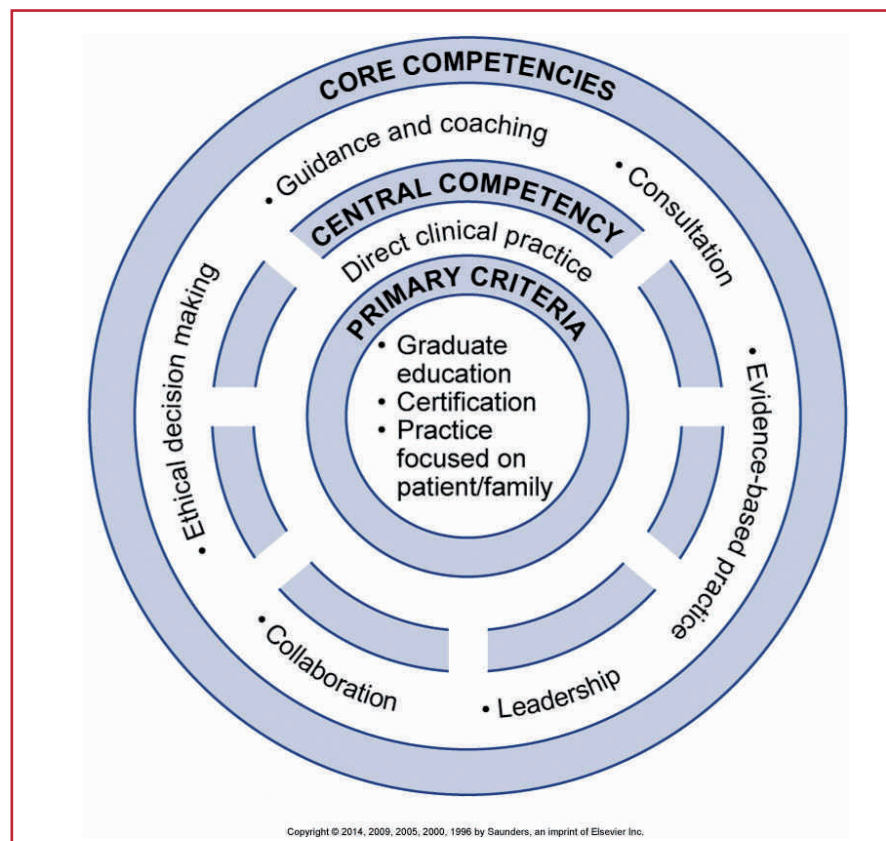 CORE COMPETENCIES
• Guidance and coaching
• Consultation
• Evidence-based practice
• Leadership
• Collaboration
• Ethical decision making
CENTRAL COMPETENCY
Direct clinical practice
PRIMARY CRITERIA
• Graduate
education
• Certification
• Practice
focused on
patient/family
Copyright © 2014, 2009, 2005, 2000, 1996 by Saunders, an imprint of Elsevier Inc.